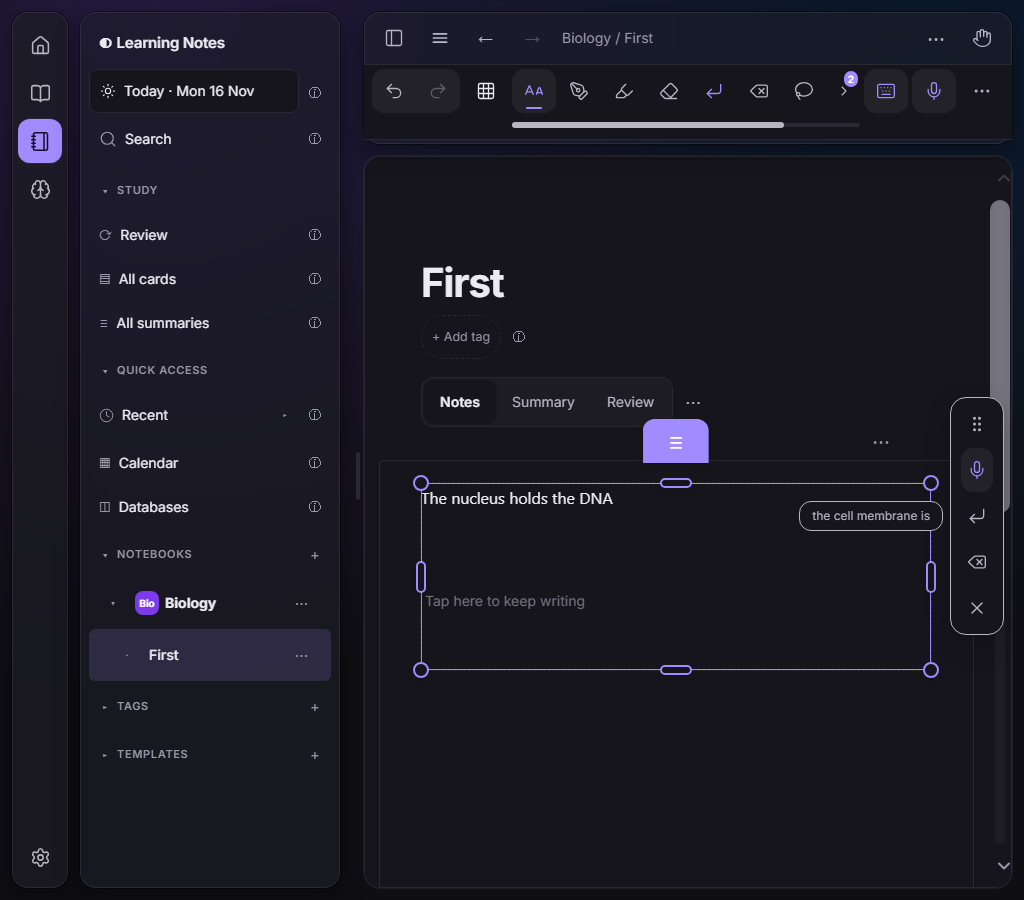 Learning Notes
Today · Mon 16 Nov
Search
STUDY
Review
All cards
All summaries
QUICK ACCESS
Recent
Calendar
Databases
NOTEBOOKS
Bio Biology
First
TAGS
TEMPLATES
Biology / First
AA
2
First
+ Add tag
Notes Summary Review
The nucleus holds the DNA
the cell membrane is
Tap here to keep writing